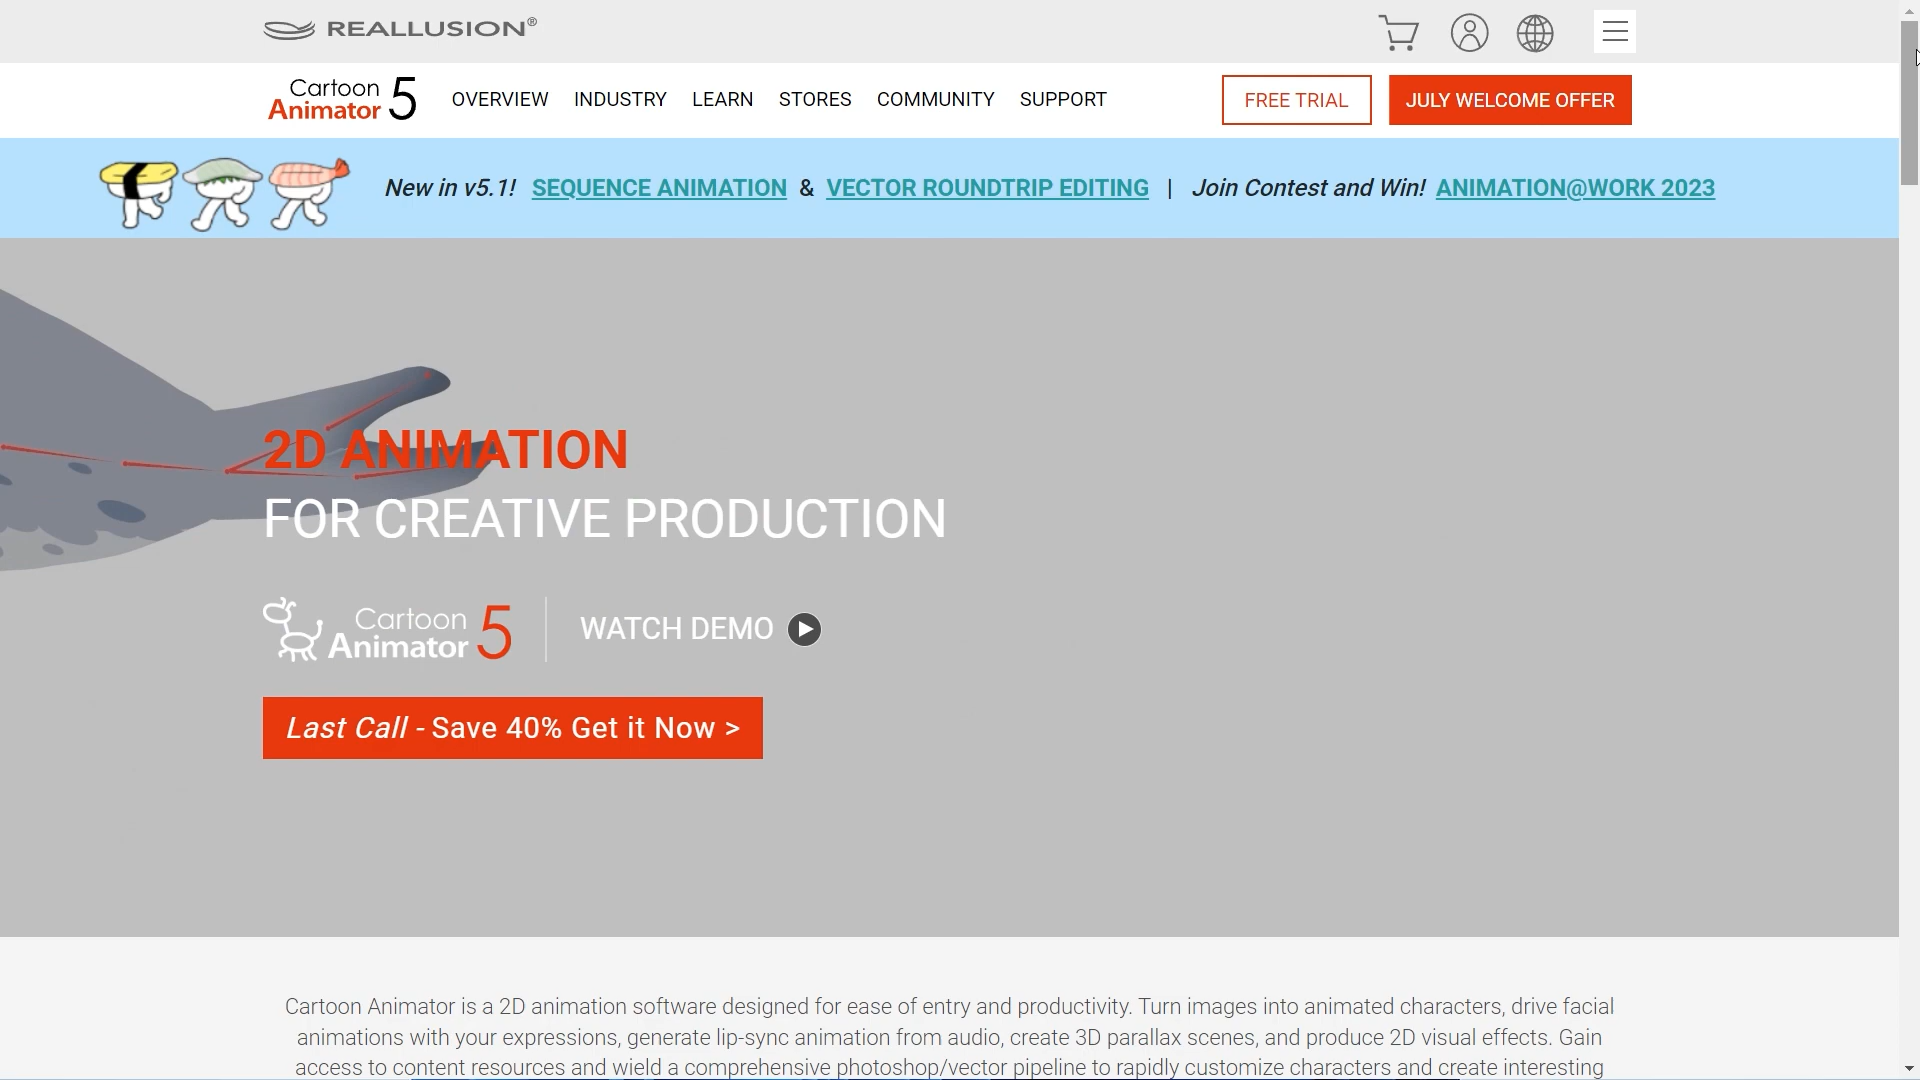 REALLUSION®
Cartoon Animator 5
OVERVIEW INDUSTRY LEARN STORES COMMUNITY SUPPORT
FREE TRIAL
JULY WELCOME OFFER
New in v5.1! SEQUENCE ANIMATION & VECTOR ROUNDTRIP EDITING | Join Contest and Win! ANIMATION@WORK 2023
2D ANIMATION
FOR CREATIVE PRODUCTION
Cartoon Animator 5
WATCH DEMO
Last Call - Save 40% Get it Now >
Cartoon Animator is a 2D animation software designed for ease of entry and productivity. Turn images into animated characters, drive facial
animations with your expressions, generate lip-sync animation from audio, create 3D parallax scenes, and produce 2D visual effects. Gain
access to content resources and wield a comprehensive photoshop/vector pipeline to rapidly customize characters and create interesting